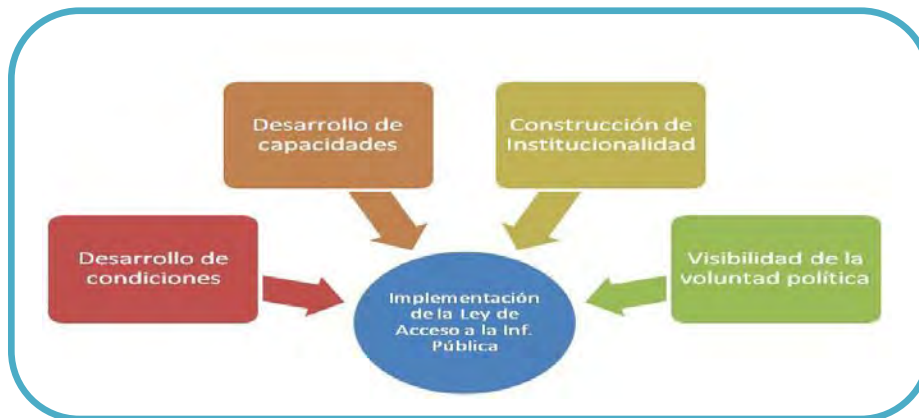 Desarrollo de
capacidades
Construcción de
Institucionalidad
Desarrollo de
condiciones
Visibilidad de la
voluntad política
Implementación
de la Ley de
Acceso a la Inf.
Pública